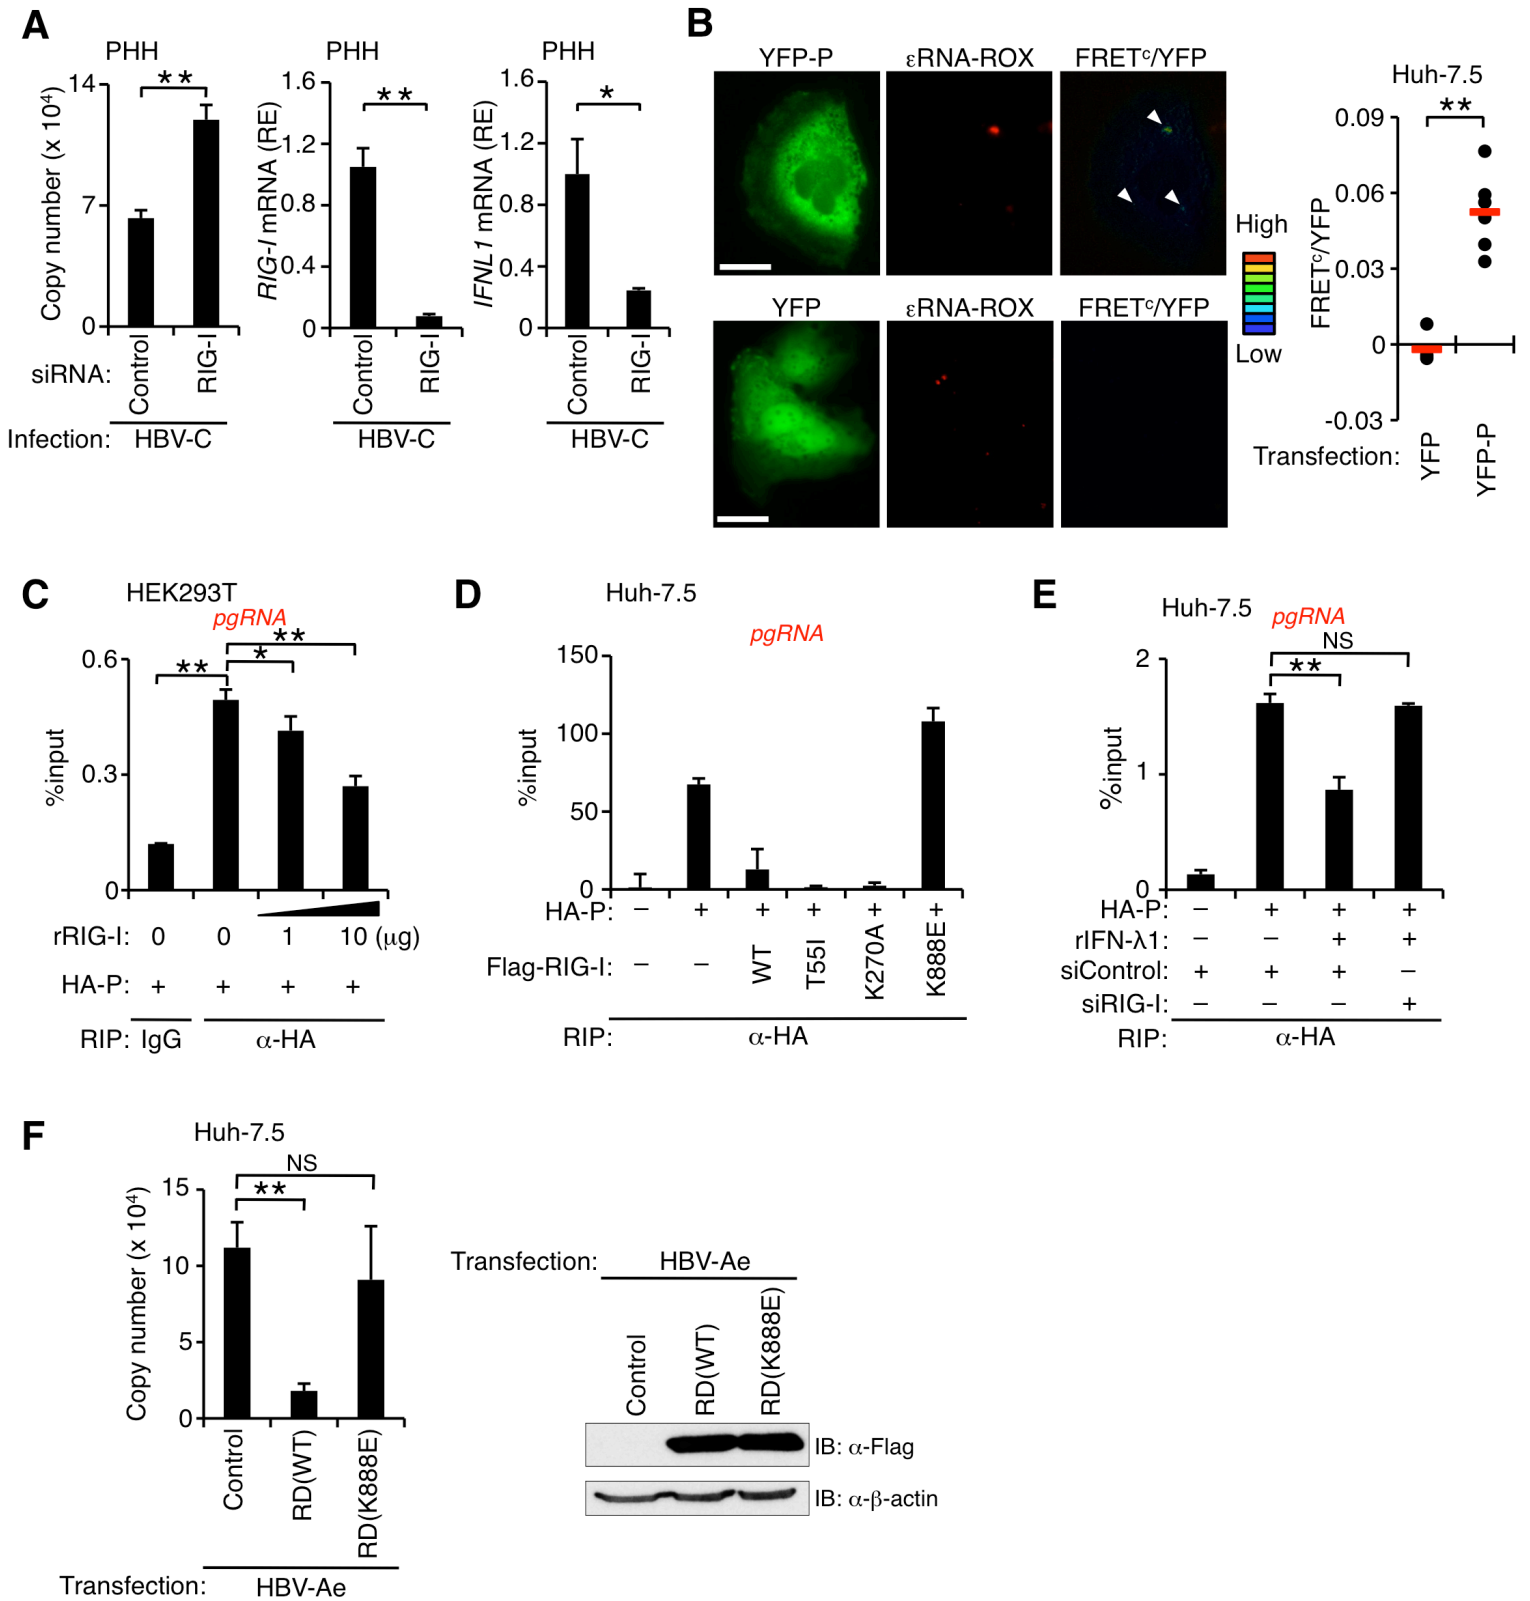 A
PHH
**
Copy number (x 10⁴)
14
7
0
Control
RIG-I
siRNA:
Infection:
HBV-C
PHH
**
RIG-I mRNA (RE)
1.6
1.2
0.8
0.4
0
Control
RIG-I
HBV-C
PHH
*
IFNL1 mRNA (RE)
1.6
1.2
0.8
0.4
0
Control
RIG-I
HBV-C
B
YFP-P
εRNA-ROX
FRETᶜ/YFP
YFP
εRNA-ROX
FRETᶜ/YFP
High
Low
Huh-7.5
**
FRETᶜ/YFP
0.09
0.06
0.03
0
-0.03
Transfection:
YFP
YFP-P
C
HEK293T
pgRNA
**
*
**
%input
0.6
0.3
0
rRIG-I: 0 0 1 10 (μg)
HA-P: + + + +
RIP: IgG α-HA
D
Huh-7.5
pgRNA
%input
150
100
50
0
HA-P: – + + + + +
Flag-RIG-I: – – WT T55I K270A K888E
RIP: α-HA
E
Huh-7.5
pgRNA
NS
**
%input
2
1
0
HA-P: – + + +
rIFN-λ1: – – + +
siControl: + + + –
siRIG-I: – – – +
RIP: α-HA
F
Huh-7.5
NS
**
Copy number (x 10⁴)
15
10
5
0
Control
RD(WT)
RD(K888E)
Transfection: HBV-Ae
Transfection: HBV-Ae
Control
RD(WT)
RD(K888E)
IB: α-Flag
IB: α-β-actin